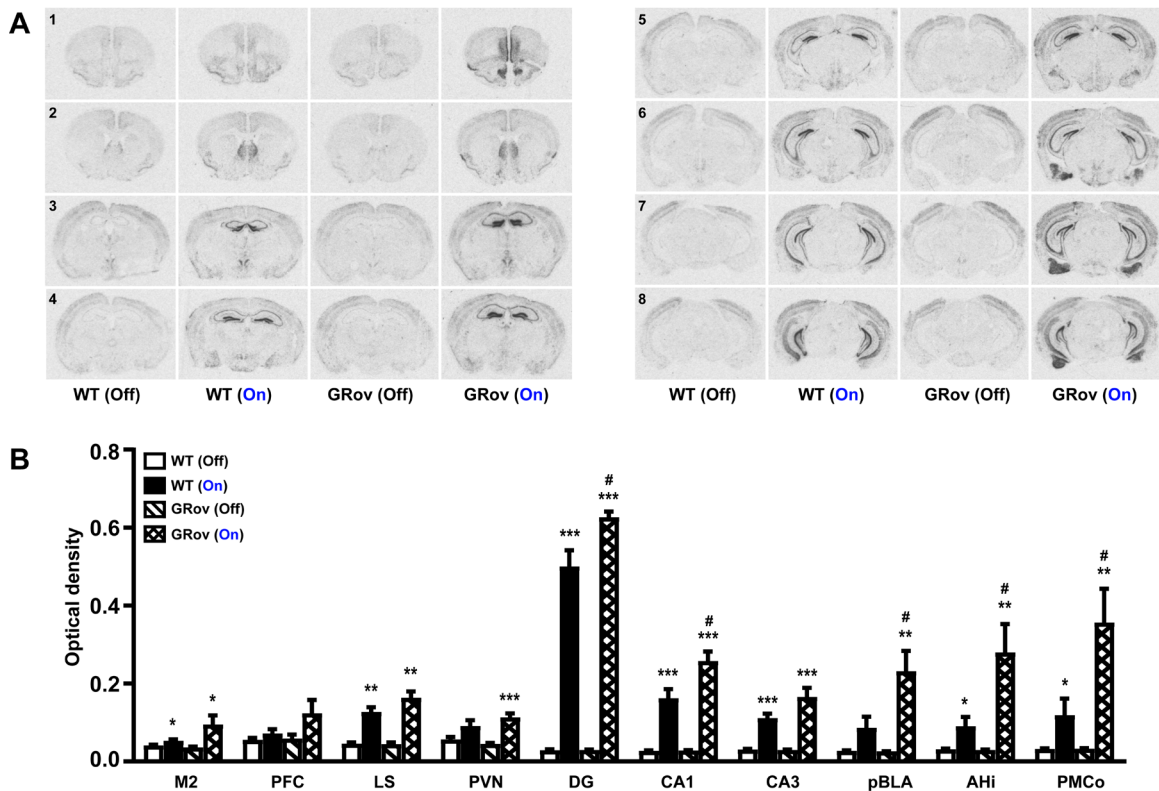 A
1
2
3
4
WT (Off) WT (On) GRov (Off) GRov (On)
5
6
7
8
WT (Off) WT (On) GRov (Off) GRov (On)
B
Optical density
0.8
0.6
0.4
0.2
0.0
WT (Off)
WT (On)
GRov (Off)
GRov (On)
* *
** **
***
*** # ***
*** # ***
*** ***
# **
* # **
* # **
M2 PFC LS PVN DG CA1 CA3 pBLA AHi PMCo